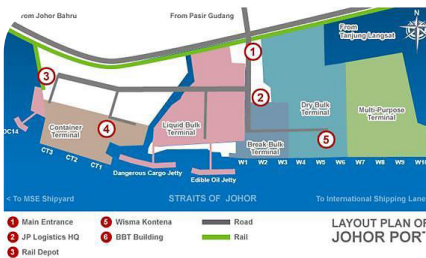 rom Johor Bahru
From Pasir Gudang
From
Tanjung Langsat
N
1
3
2
4
5
Container
Terminal
Liquid Bulk
Terminal
Dry Bulk
Terminal
Multi-Purpose
Terminal
Break Bulk
Terminal
OC14
CT3
CT2
CT1
W1 W2 W3 W4 W5 W6 W7 W8 W9 W10
Dangerous Cargo Jetty
Edible Oil Jetty
< To MSE Shipyard
STRAITS OF JOHOR
To International Shipping Lane
1 Main Entrance
2 JP Logistics HQ
3 Rail Depot
5 Wisma Kontena
6 BBT Building
Road
Rail
LAYOUT PLAN OF
JOHOR PORT